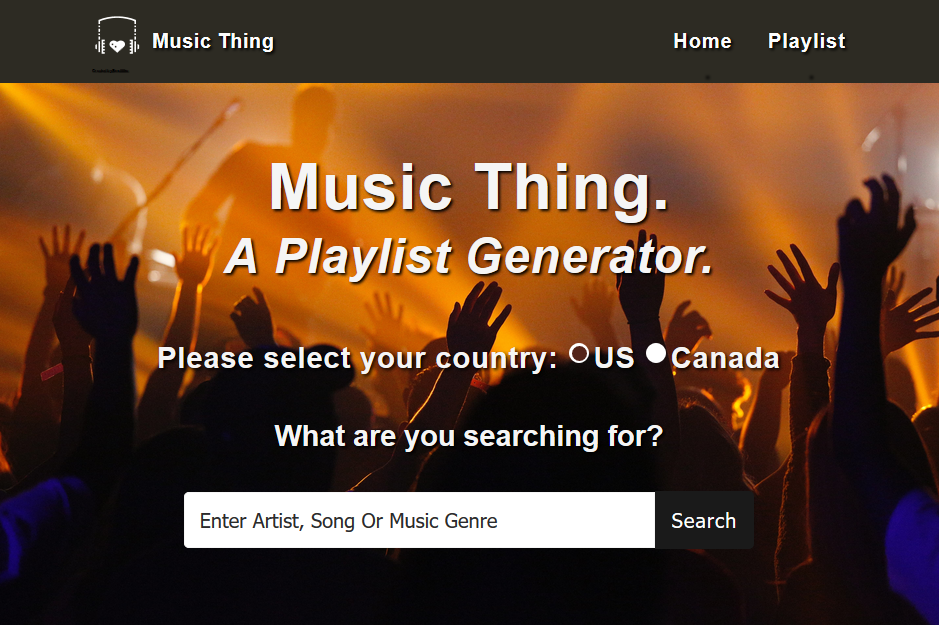 Music Thing
Home
Playlist
Music Thing.
A Playlist Generator.
Please select your country: US Canada
What are you searching for?
Enter Artist, Song Or Music Genre
Search